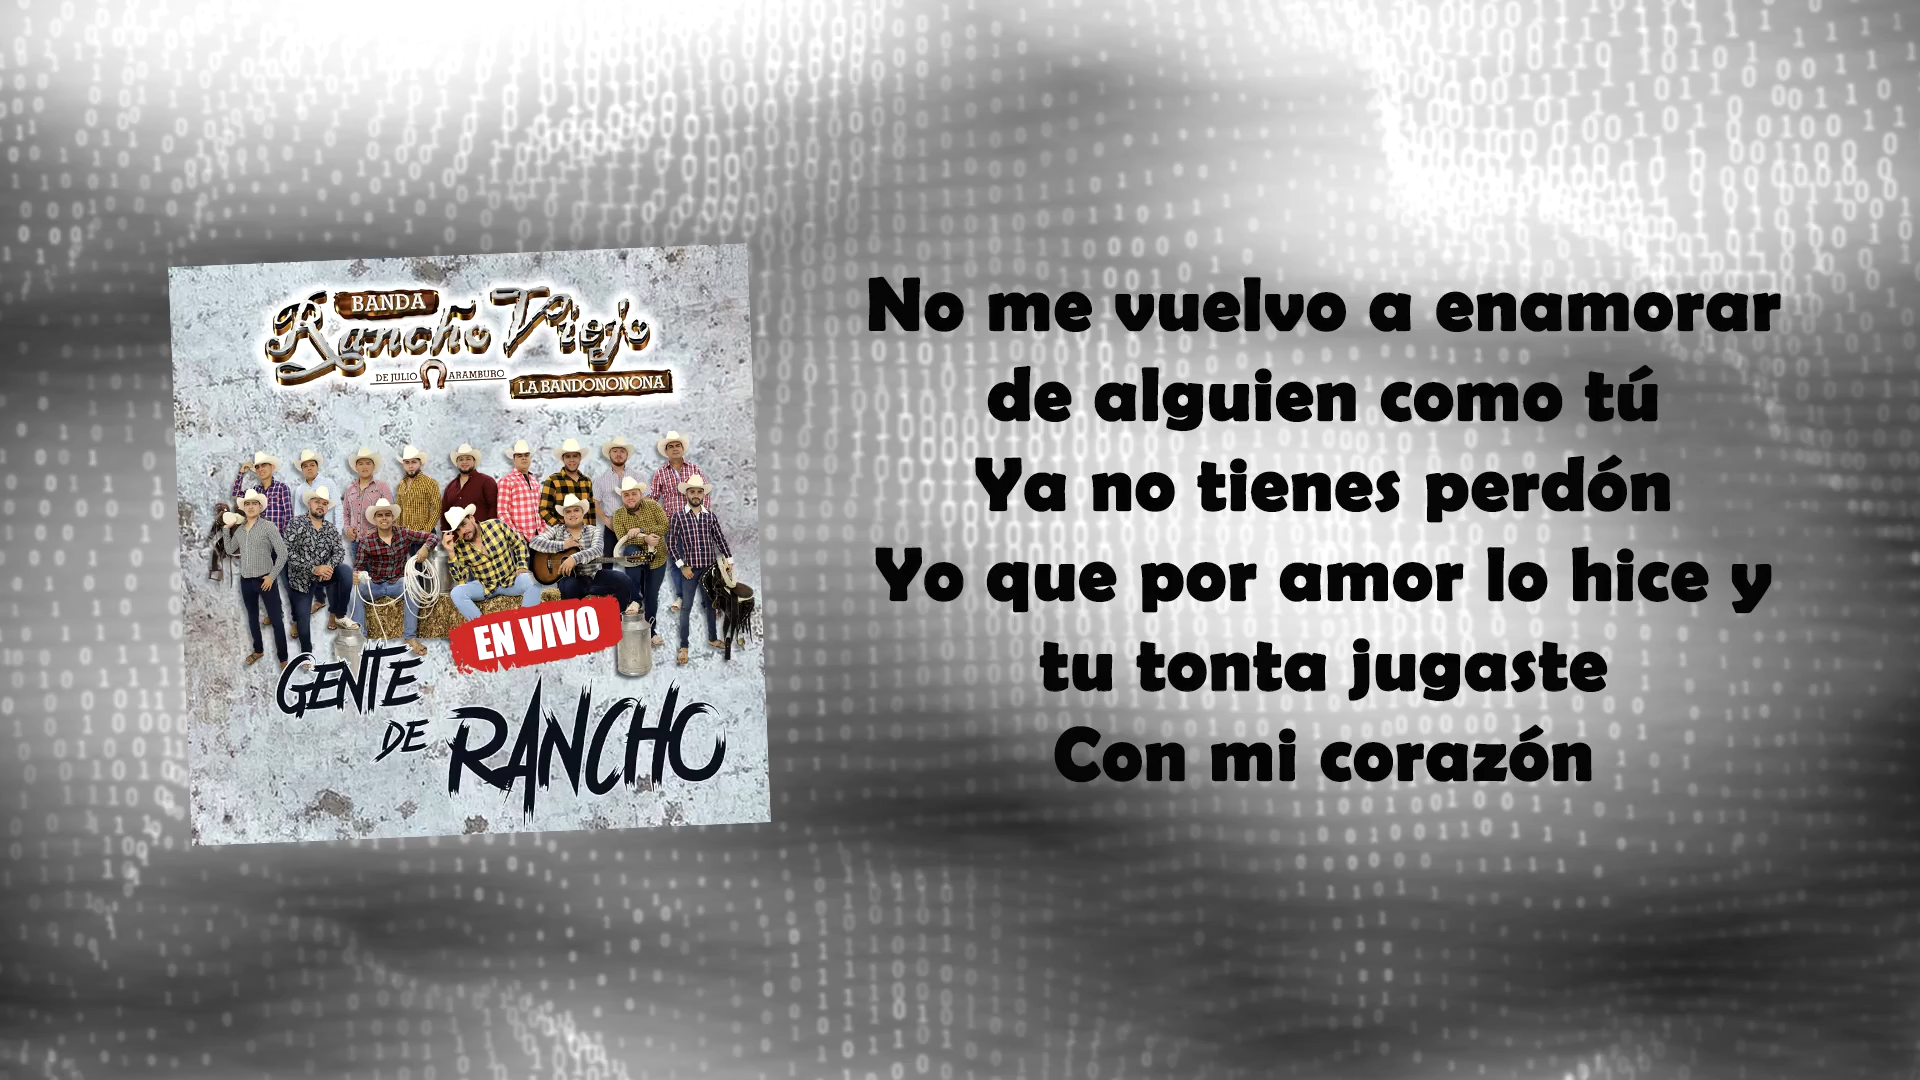 BANDA
Rancho Viejo
DE JULIO ARAMBURO
LA BANDONONONA
EN VIVO
GENTE
DE RANCHO
No me vuelvo a enamorar
de alguien como tú
Ya no tienes perdón
Yo que por amor lo hice y
tu tonta jugaste
Con mi corazón